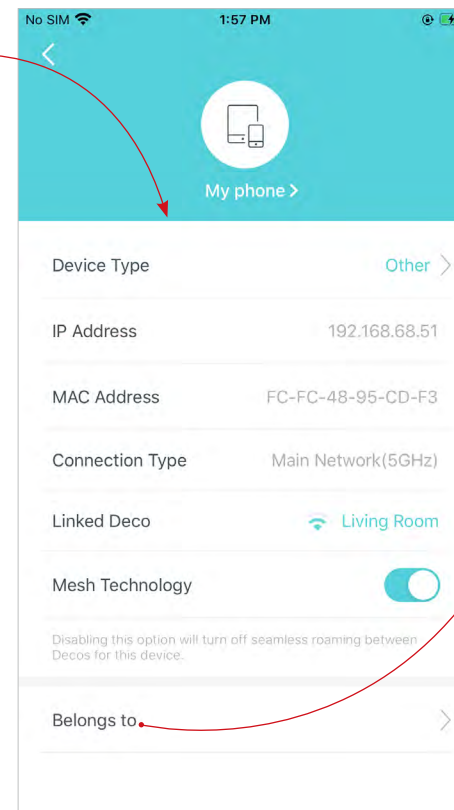 No SIM 1:57 PM
My phone >
Device Type Other >
IP Address 192.168.68.51
MAC Address FC-FC-48-95-CD-F3
Connection Type Main Network(5GHz)
Linked Deco Living Room
Mesh Technology
Disabling this option will turn off seamless roaming between
Decos for this device.
Belongs to >